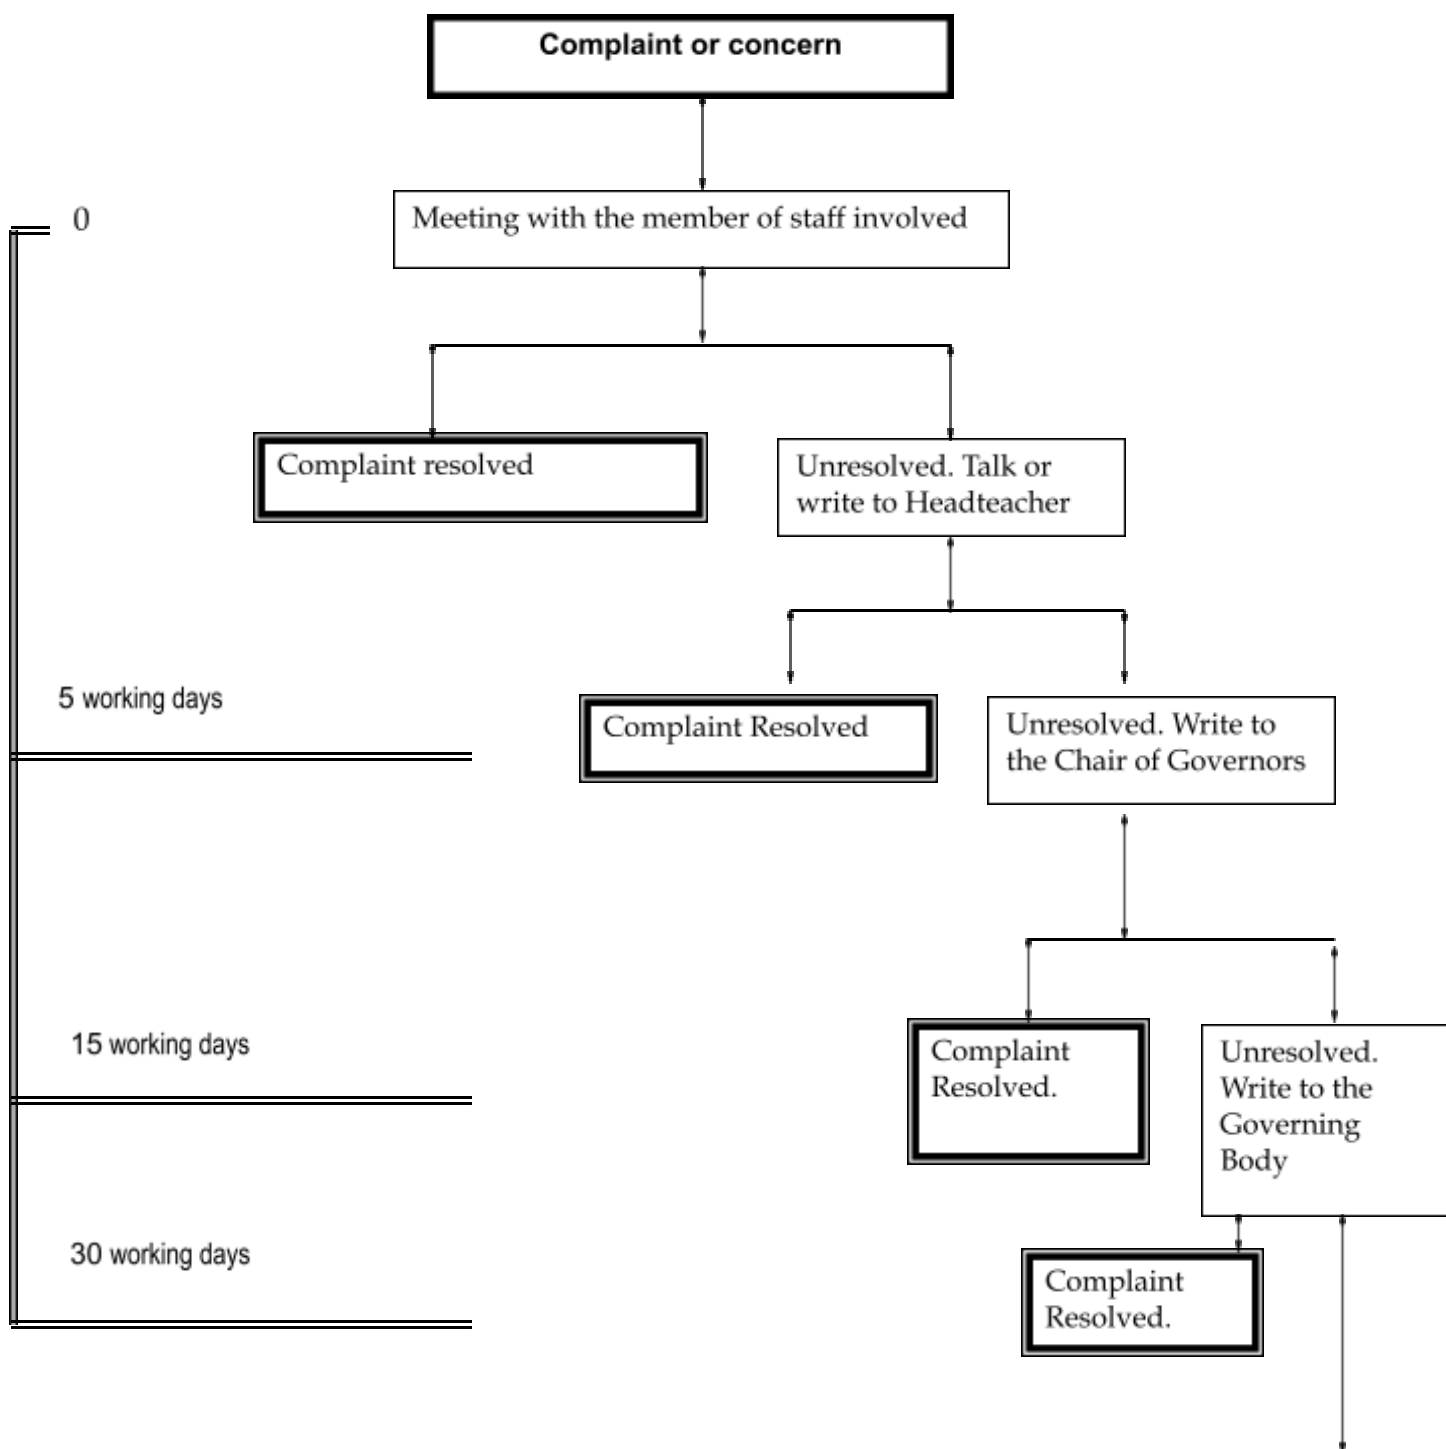 Complaint or concern
0
Meeting with the member of staff involved
Complaint resolved
Unresolved. Talk or
write to Headteacher
5 working days
Complaint Resolved
Unresolved. Write to
the Chair of Governors
15 working days
Complaint
Resolved.
Unresolved.
Write to the
Governing
Body
30 working days
Complaint
Resolved.